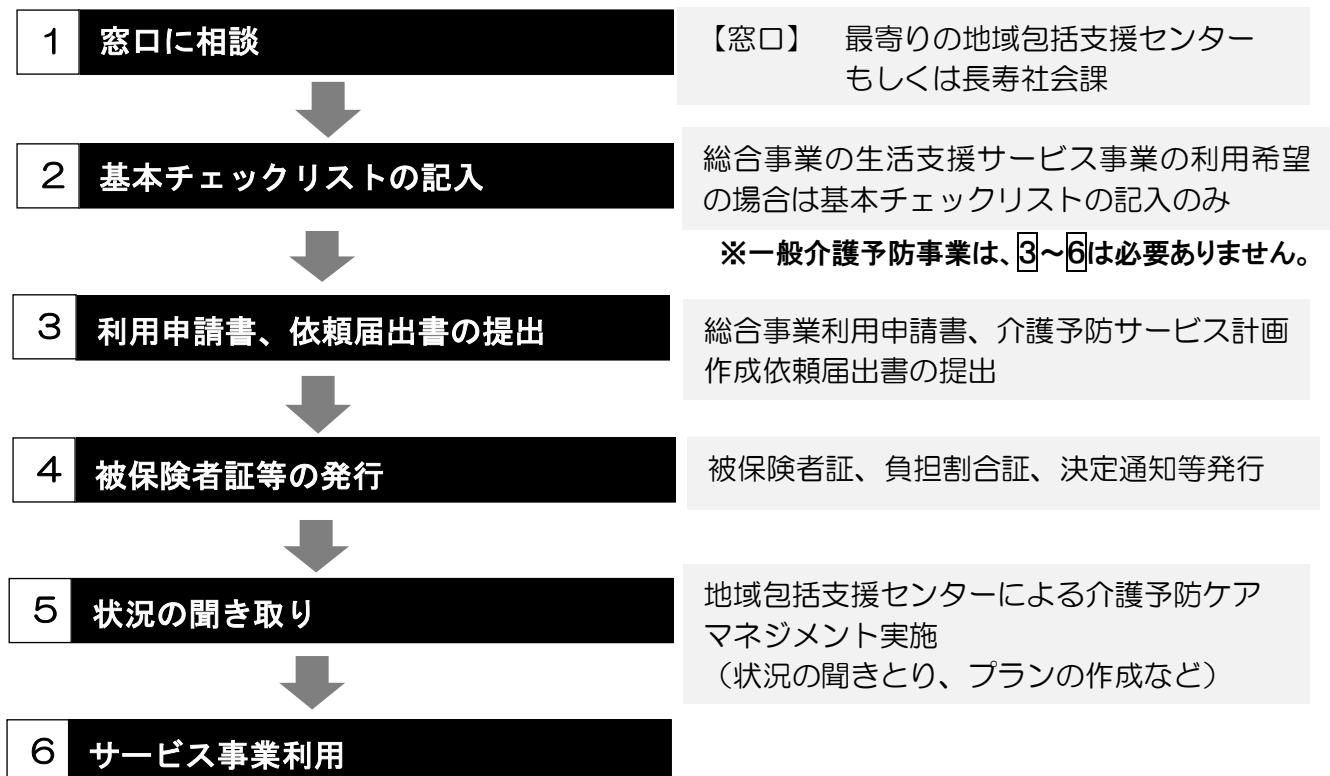 1 窓口に相談
【窓口】 最寄りの地域包括支援センター
もしくは長寿社会課
2 基本チェックリストの記入
総合事業の生活支援サービス事業の利用希望
の場合は基本チェックリストの記入のみ
※一般介護予防事業は、3~6は必要ありません。
3 利用申請書、依頼届出書の提出
総合事業利用申請書、介護予防サービス計画
作成依頼届出書の提出
4 被保険者証等の発行
被保険者証、負担割合証、決定通知等発行
5 状況の聞き取り
地域包括支援センターによる介護予防ケア
マネジメント実施
(状況の聞きとり、プランの作成など)
6 サービス事業利用